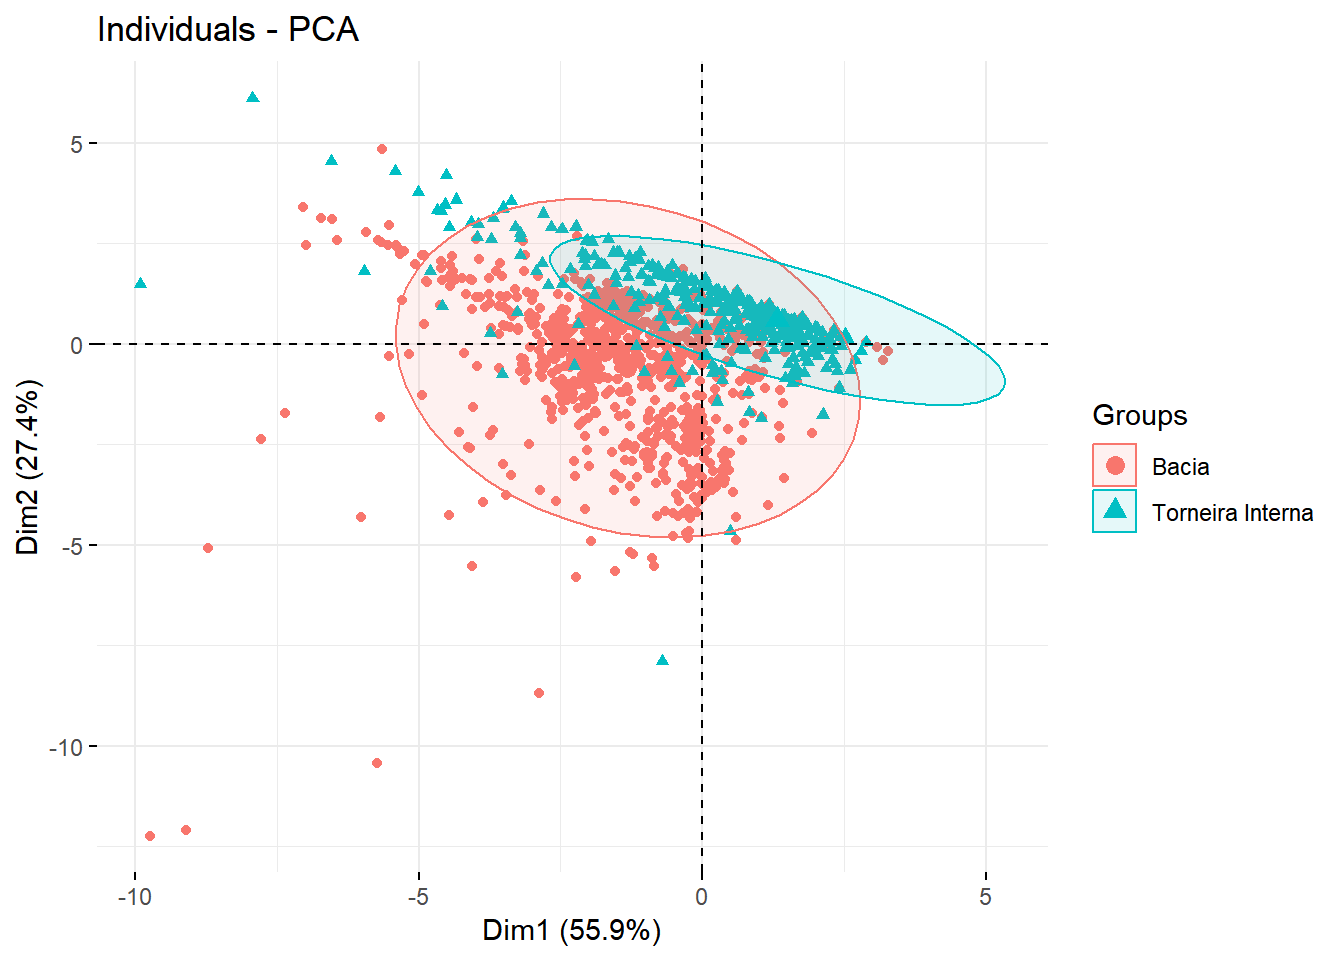 Individuals - PCA
5
0
-5
-10
Dim2 (27.4%)
-10
-5
0
5
Dim1 (55.9%)
Groups
Bacia
Torneira Interna